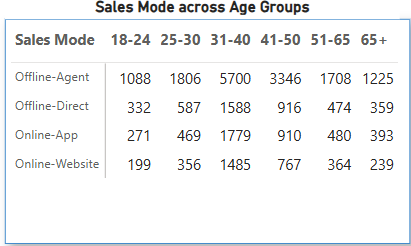 Sales Mode across Age Groups
Sales Mode 18-24 25-30 31-40 41-50 51-65 65+
Offline-Agent 1088 1806 5700 3346 1708 1225
Offline-Direct 332 587 1588 916 474 359
Online-App 271 469 1779 910 480 393
Online-Website 199 356 1485 767 364 239